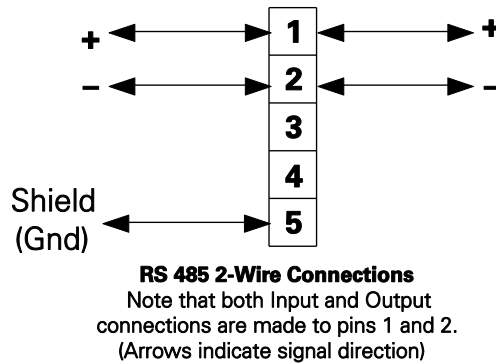 + 1 +
– 2 –
3
4
Shield
(Gnd) 5
RS 485 2-Wire Connections
Note that both Input and Output
connections are made to pins 1 and 2.
(Arrows indicate signal direction)